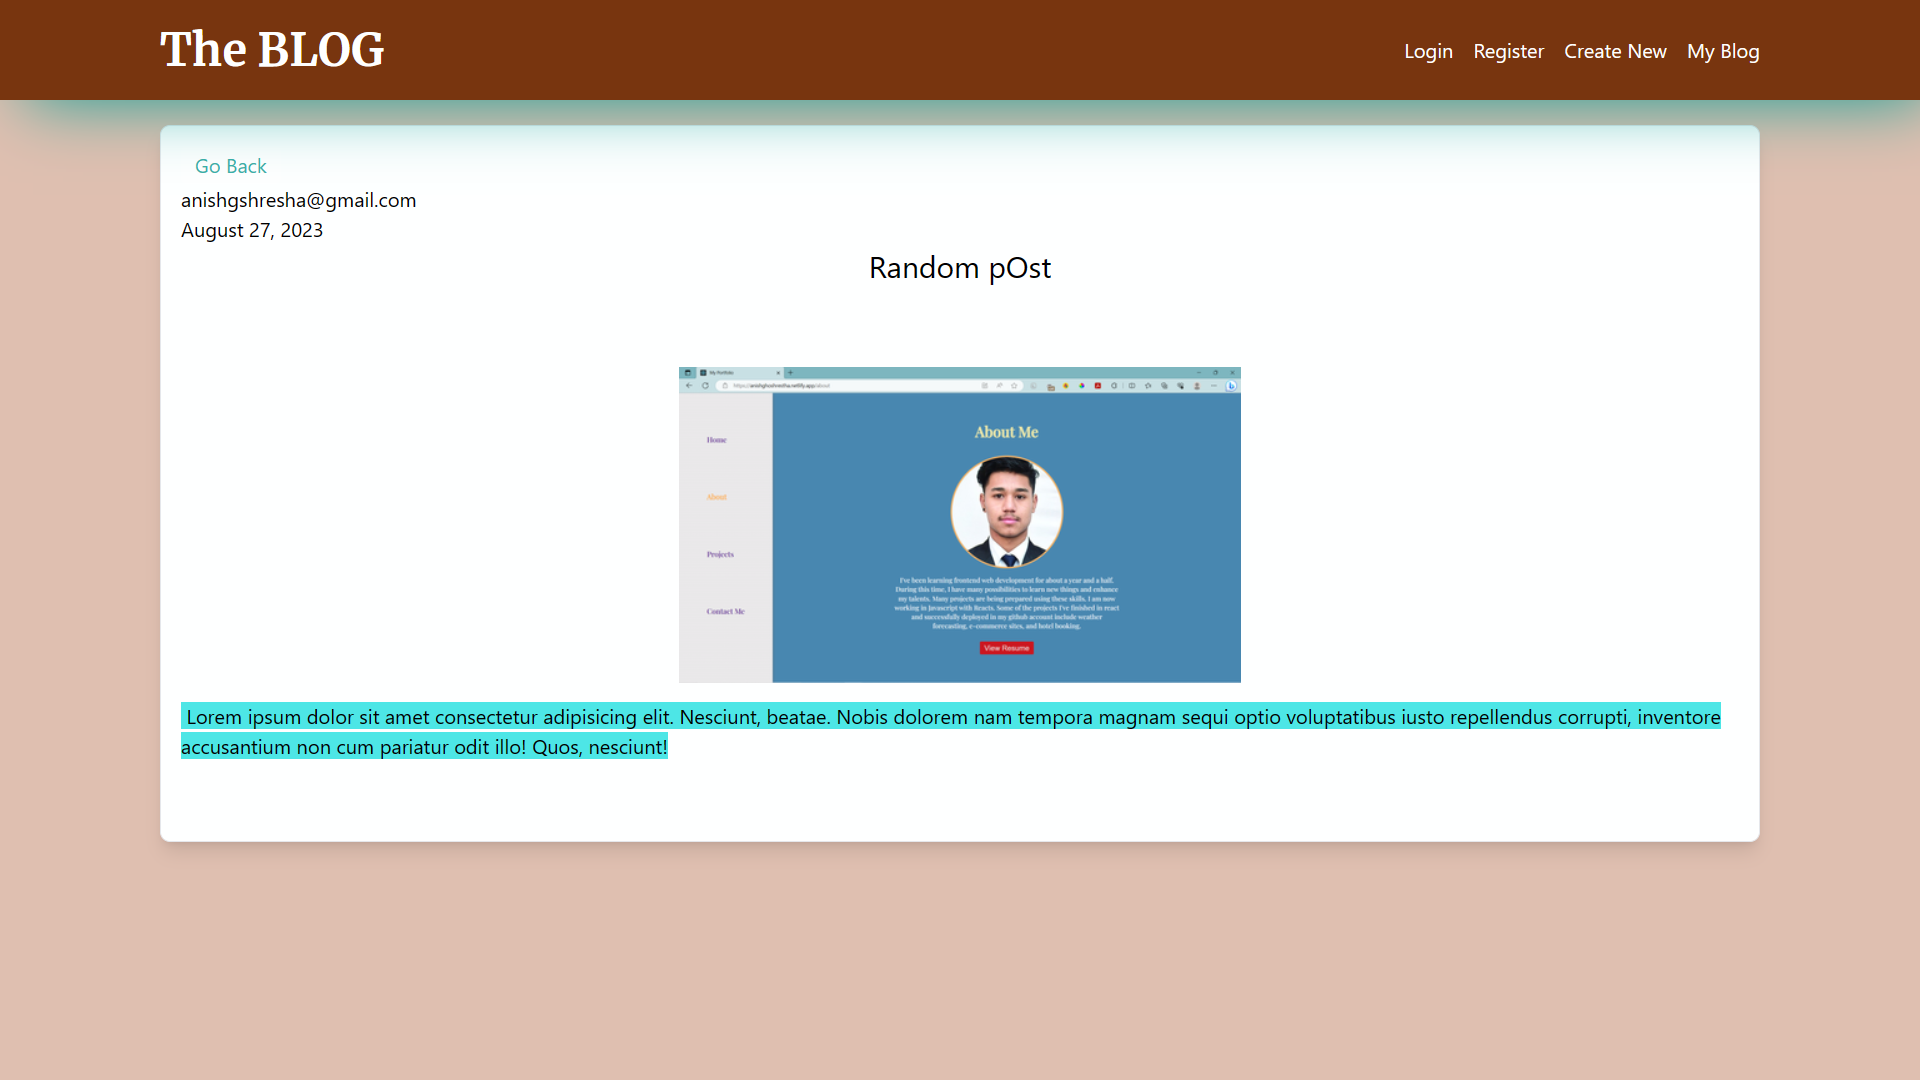 The BLOG
Login Register Create New My Blog
Go Back
anishgshresha@gmail.com
August 27, 2023
Random pOst
My Portfolio
Home
About
Projects
Contact Me
About Me
I've been learning frontend web development for about a year and a half.
During this time, I have many possibilities to learn new things and enhance
my talents. Many projects are being prepared using these skills. I am now
working in Javascript with Reacts. Some of the projects I've finished in react
and successfully deployed in my github account include weather
forecasting, e-commerce sites, and hotel booking.
View Resume
Lorem ipsum dolor sit amet consectetur adipisicing elit. Nesciunt, beatae. Nobis dolorem nam tempora magnam sequi optio voluptatibus iusto repellendus corrupti, inventore
accusantium non cum pariatur odit illo! Quos, nesciunt!